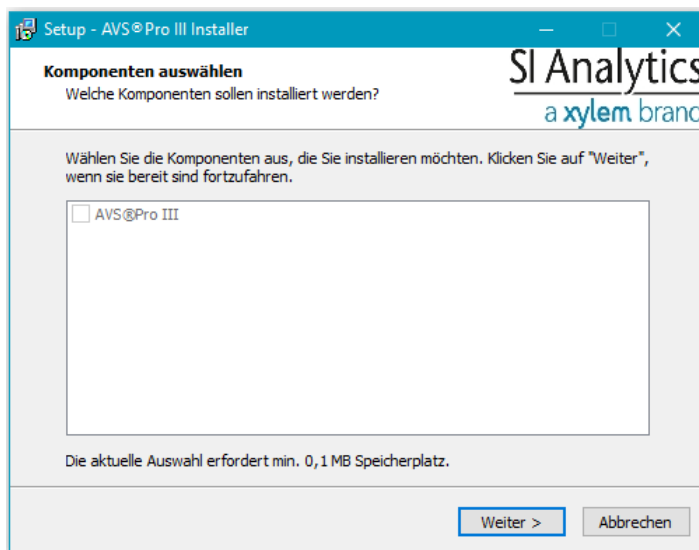 Setup - AVS®Pro III Installer
Komponenten auswählen
Welche Komponenten sollen installiert werden?
SI Analytics
a xylem brand
Wählen Sie die Komponenten aus, die Sie installieren möchten. Klicken Sie auf "Weiter",
wenn sie bereit sind fortzufahren.
AVS®Pro III
Die aktuelle Auswahl erfordert min. 0,1 MB Speicherplatz.
Weiter >
Abbrechen